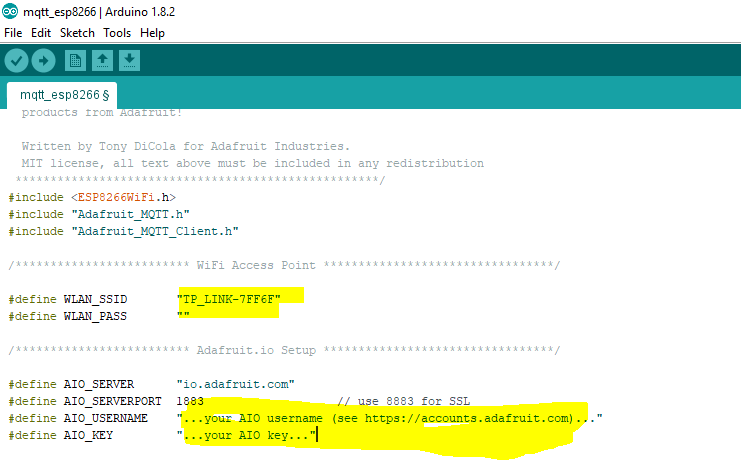 mqtt_esp8266 | Arduino 1.8.2
File Edit Sketch Tools Help
mqtt_esp8266 §
products from Adafruit!
Written by Tony DiCola for Adafruit Industries.
MIT license, all text above must be included in any redistribution
****************************************************/
#include <ESP8266WiFi.h>
#include "Adafruit_MQTT.h"
#include "Adafruit_MQTT_Client.h"
/************************* WiFi Access Point *********************************/
#define WLAN_SSID "TP_LINK-7FF6F"
#define WLAN_PASS ""
/************************* Adafruit.io Setup *********************************/
#define AIO_SERVER "io.adafruit.com"
#define AIO_SERVERPORT 1883 // use 8883 for SSL
#define AIO_USERNAME "...your AIO username (see https://accounts.adafruit.com)..."
#define AIO_KEY "...your AIO key..."